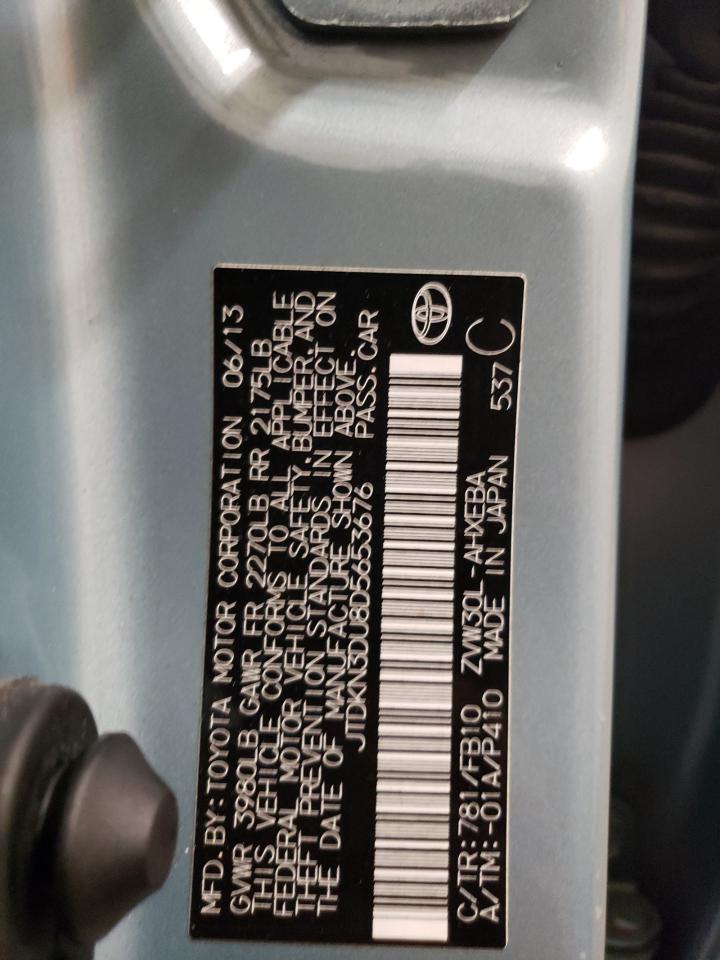 MFD. BY: TOYOTA MOTOR CORPORATION 06/13
GVWR 3980LB GAWR FR 2270LB RR 2175LB
THIS VEHICLE CONFORMS TO ALL APPLICABLE
FEDERAL MOTOR VEHICLE SAFETY, BUMPER, AND
THEFT PREVENTION STANDARDS IN EFFECT ON
THE DATE OF MANUFACTURE SHOWN ABOVE.
JTDKN3DU8D5653676 PASS. CAR
C/TR: 781/FB10 ZVW30L-AHXEBA 537 C
A/TM: -01A/P410 MADE IN JAPAN